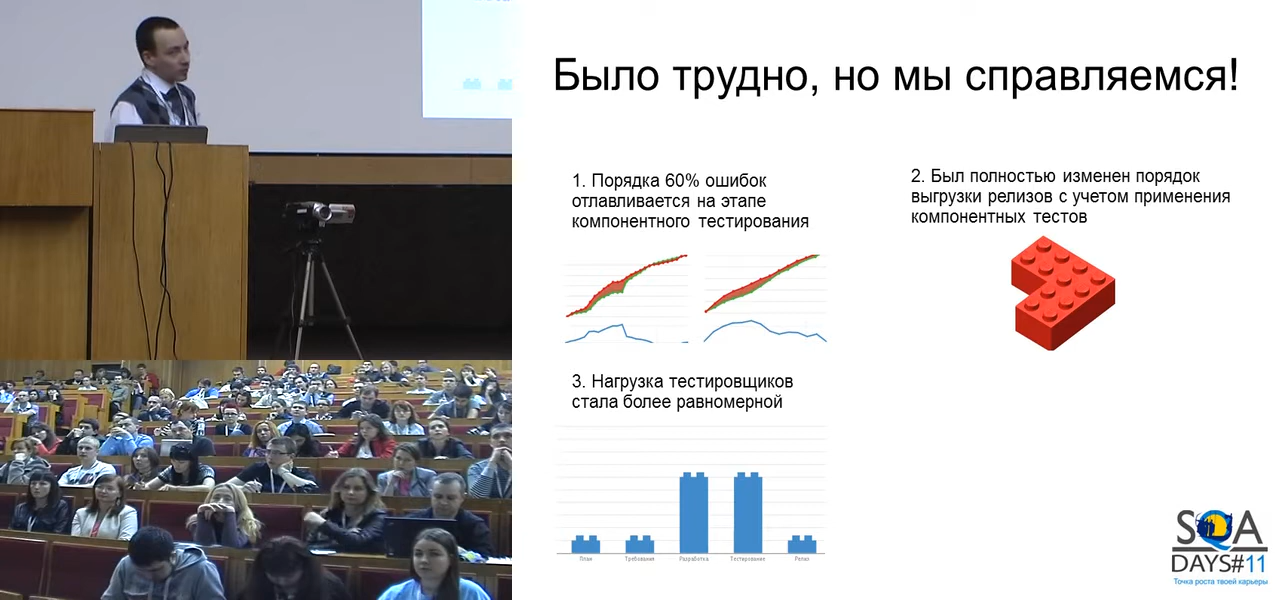 Было трудно, но мы справляемся!
1. Порядка 60% ошибок
отлавливается на этапе
компонентного тестирования
2. Был полностью изменен порядок
выгрузки релизов с учетом применения
компонентных тестов
3. Нагрузка тестировщиков
стала более равномерной
План Требования Разработка Тестирование Релиз
SQA
DAYS#11
Точка роста твоей карьеры